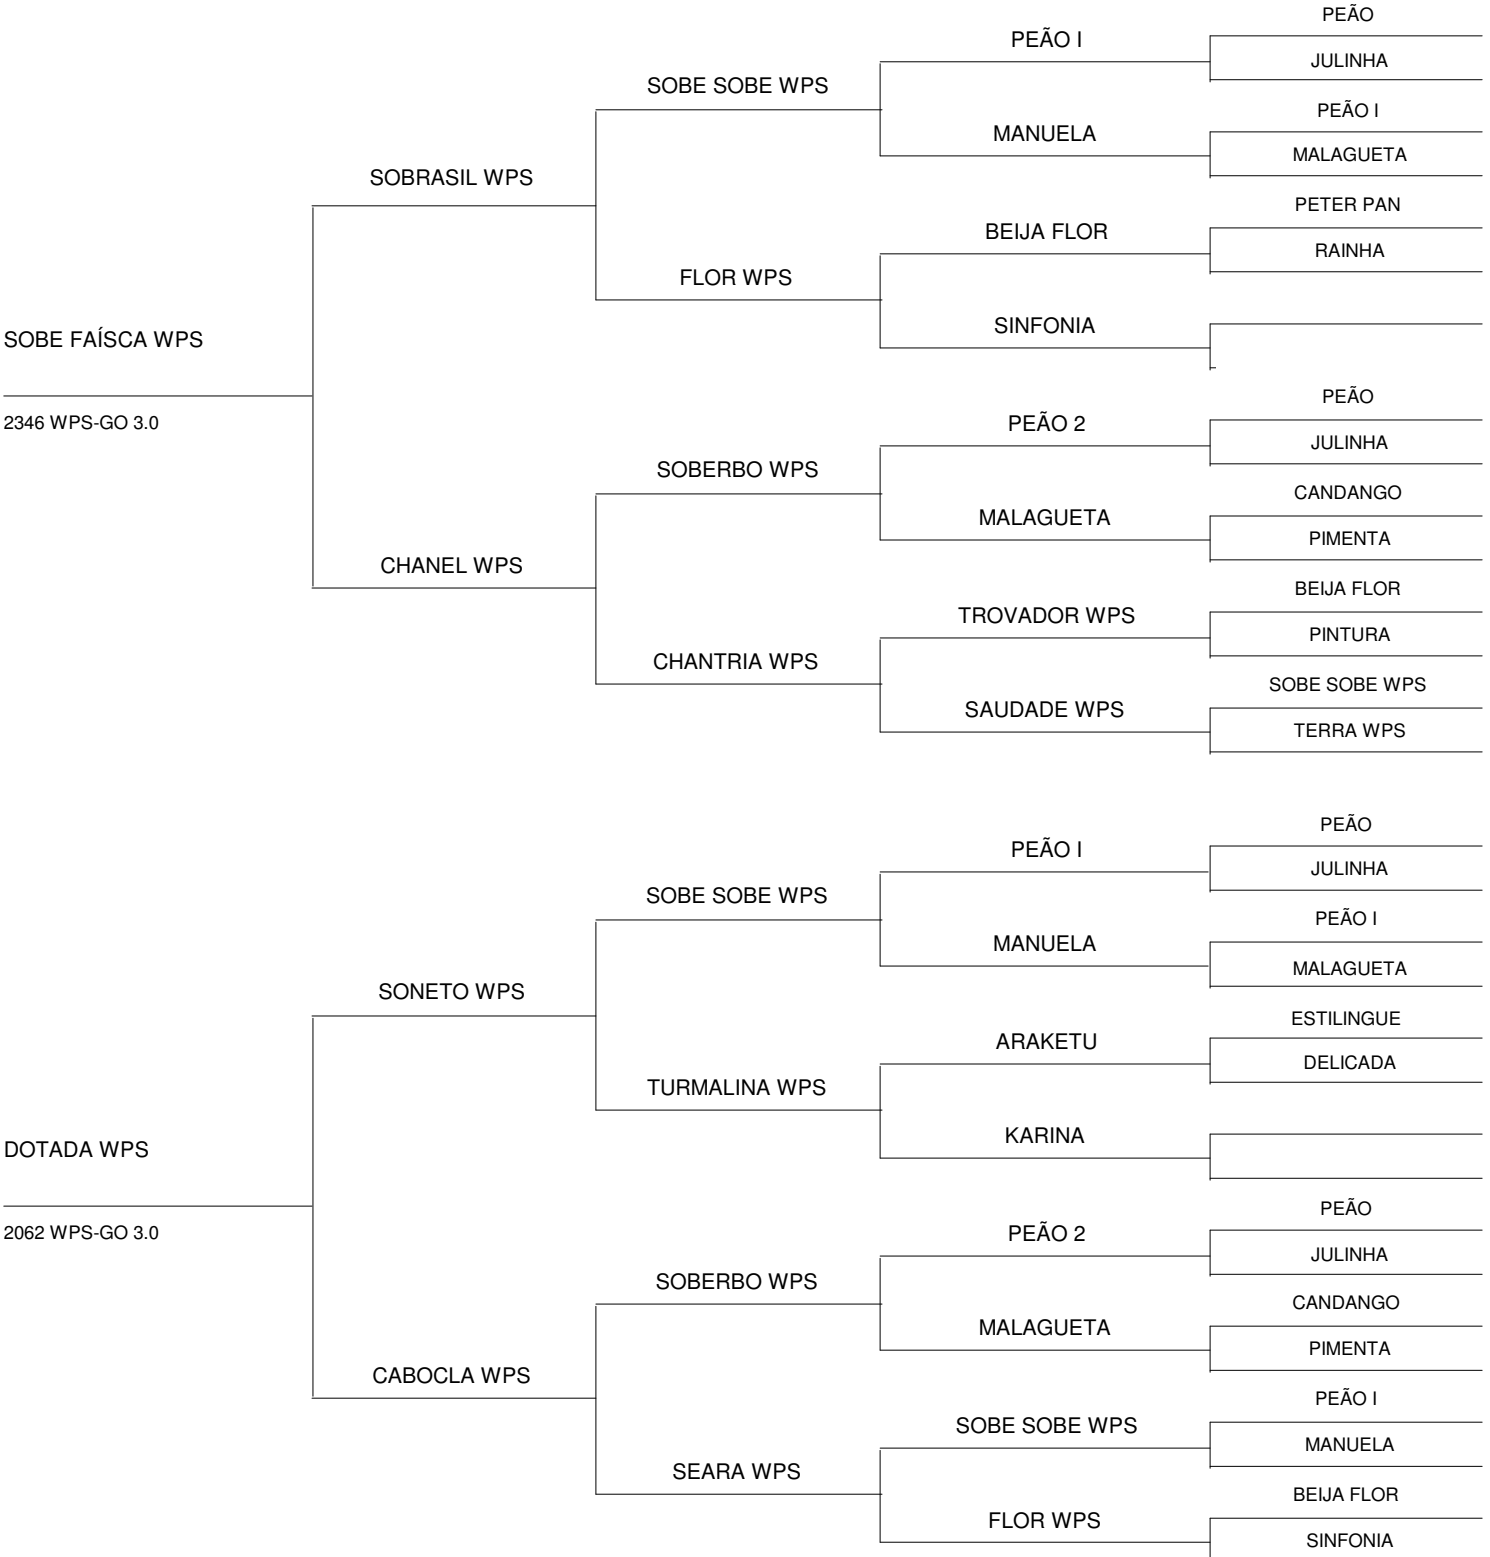 PEÃO
PEÃO I
JULINHA
SOBE SOBE WPS
PEÃO I
MANUELA
MALAGUETA
SOBRASIL WPS
PETER PAN
BEIJA FLOR
RAINHA
FLOR WPS
SINFONIA
SOBE FAÍSCA WPS
PEÃO
2346 WPS-GO 3.0
PEÃO 2
JULINHA
SOBERBO WPS
CANDANGO
MALAGUETA
PIMENTA
CHANEL WPS
BEIJA FLOR
TROVADOR WPS
PINTURA
CHANTRIA WPS
SOBE SOBE WPS
SAUDADE WPS
TERRA WPS
PEÃO
PEÃO I
JULINHA
SOBE SOBE WPS
PEÃO I
MANUELA
MALAGUETA
SONETO WPS
ESTILINGUE
ARAKETU
DELICADA
TURMALINA WPS
KARINA
DOTADA WPS
PEÃO
2062 WPS-GO 3.0
PEÃO 2
JULINHA
SOBERBO WPS
CANDANGO
MALAGUETA
PIMENTA
CABOCLA WPS
PEÃO I
SOBE SOBE WPS
MANUELA
SEARA WPS
BEIJA FLOR
FLOR WPS
SINFONIA